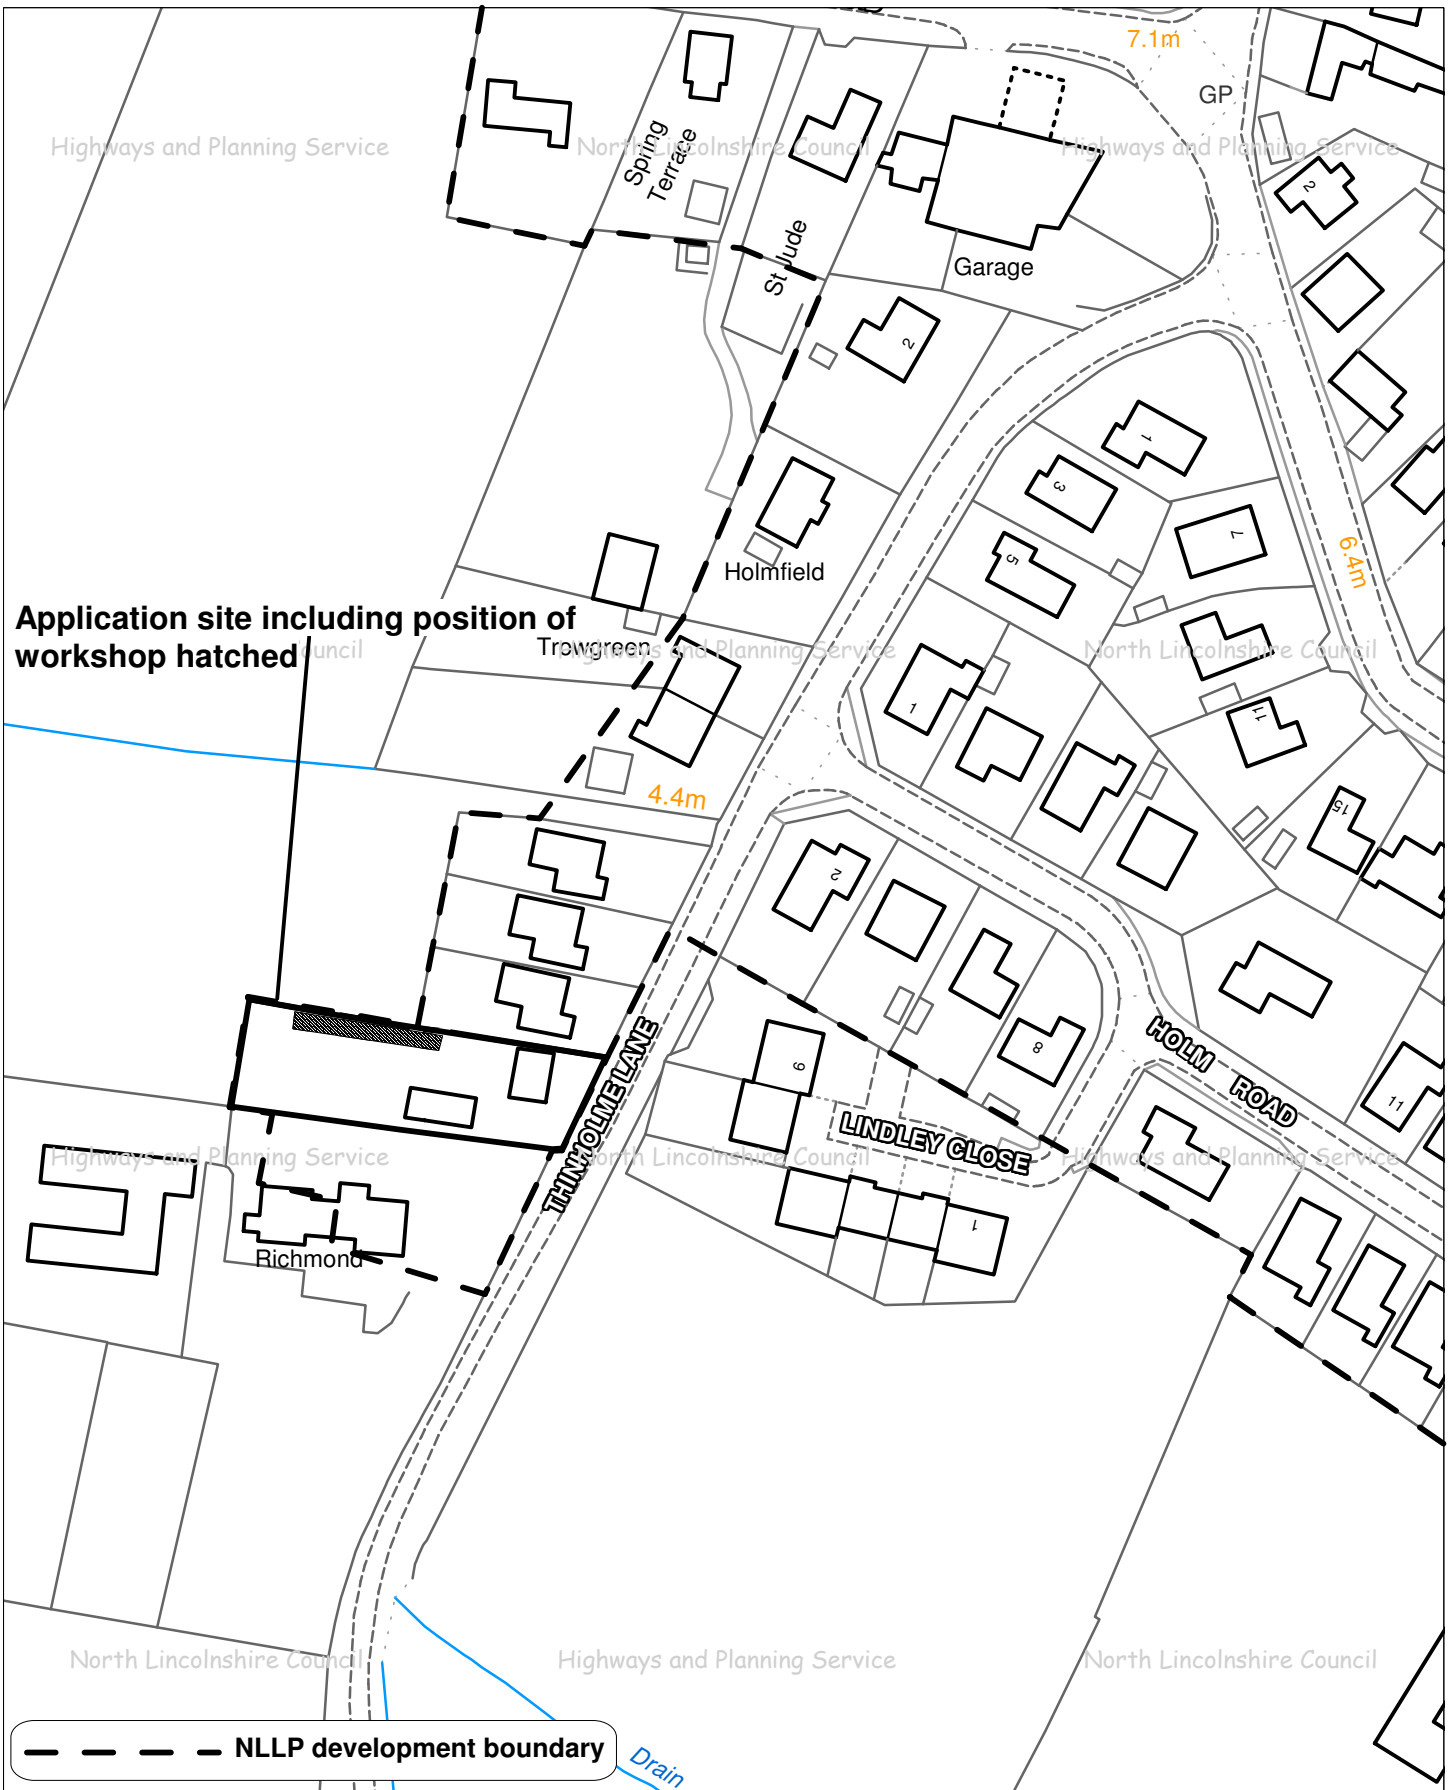 7.1m
GP
Highways and Planning Service
North Lincolnshire Council
Highways and Planning Service
Spring
Terrace
2
St Jude
Garage
2
1
3
7
5
6.4m
Holmfield
Application site including position of
workshop hatched
Council
Trewgreen
Highways and Planning Service
North Lincolnshire Council
1
11
4.4m
15
2
8
9
THINHOLME LANE
HOLM ROAD
11
LINDLEY CLOSE
Highways and Planning Service
North Lincolnshire Council
Highways and Planning Service
1
Richmond
North Lincolnshire Council
Highways and Planning Service
North Lincolnshire Council
NLLP development boundary
Drain